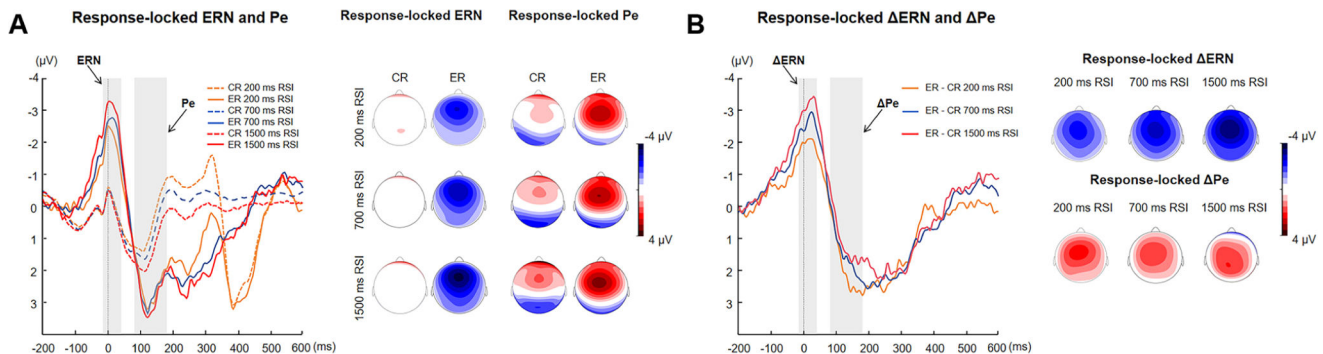 A
Response-locked ERN and Pe
(μV)
ERN
Pe
CR 200 ms RSI
ER 200 ms RSI
CR 700 ms RSI
ER 700 ms RSI
CR 1500 ms RSI
ER 1500 ms RSI
-4
-3
-2
-1
0
1
2
3
-200 -100 0 100 200 300 400 500 600 (ms)
Response-locked ERN
Response-locked Pe
CR ER CR ER
200 ms RSI
700 ms RSI
1500 ms RSI
-4 μV
4 μV
B
Response-locked ΔERN and ΔPe
(μV)
ΔERN
ΔPe
ER - CR 200 ms RSI
ER - CR 700 ms RSI
ER - CR 1500 ms RSI
-4
-3
-2
-1
0
1
2
3
-200 -100 0 100 200 300 400 500 600 (ms)
Response-locked ΔERN
200 ms RSI 700 ms RSI 1500 ms RSI
Response-locked ΔPe
200 ms RSI 700 ms RSI 1500 ms RSI
-4 μV
4 μV